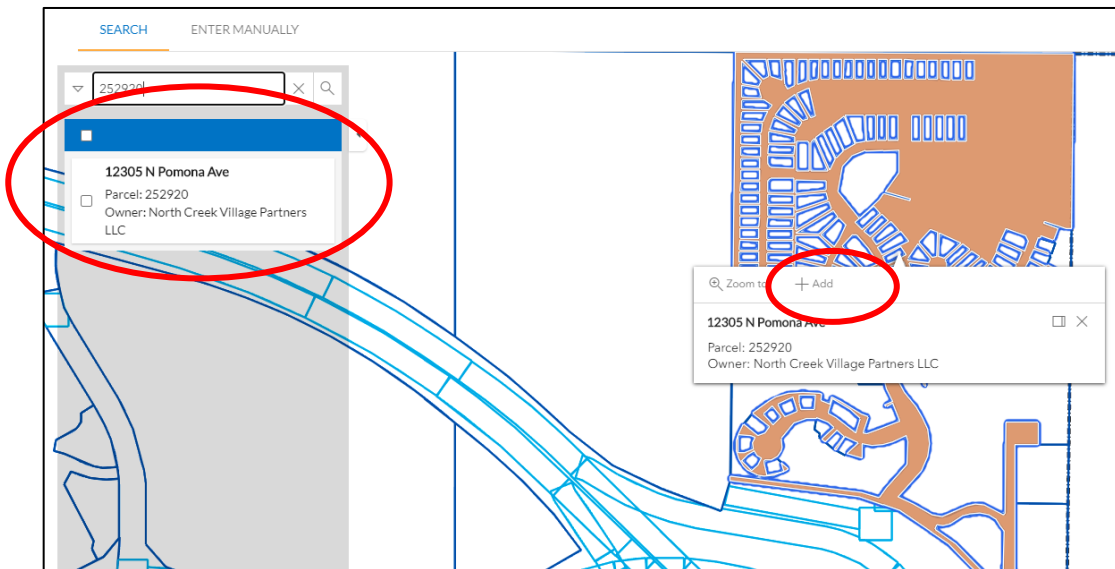 SEARCH ENTER MANUALLY
252920
12305 N Pomona Ave
Parcel: 252920
Owner: North Creek Village Partners
LLC
Zoom to + Add
12305 N Pomona Ave
Parcel: 252920
Owner: North Creek Village Partners LLC